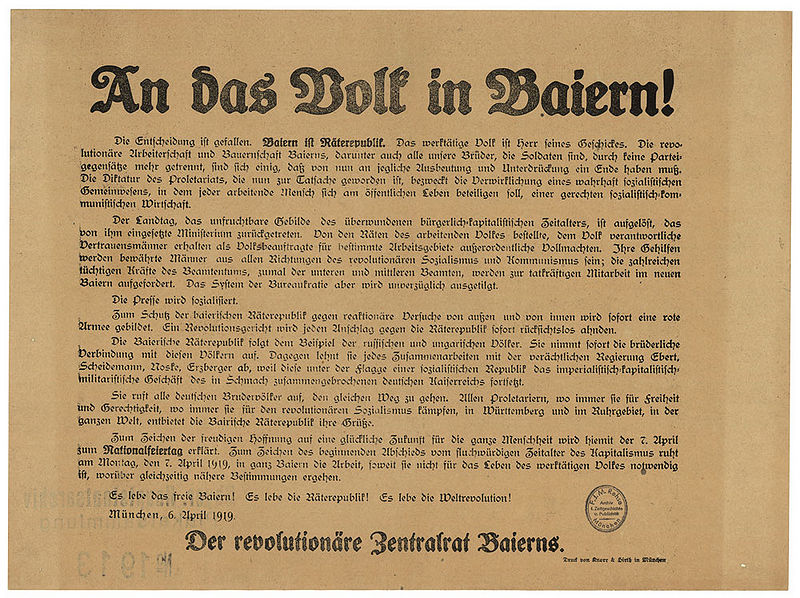 An das Volk in Baiern!
Die Entscheidung ist gefallen. Baiern ist Räterepublik. Das werktätige Volk ist Herr seines Geschickes. Die revo-
lutionäre Arbeiterschaft und Bauernschaft Baierns, darunter auch alle unsere Brüder, die Soldaten sind, durch keine Partei-
gegensätze mehr getrennt, sind sich einig, daß von nun an jegliche Ausbeutung und Unterdrückung ein Ende haben muß.
Die Diktatur des Proletariats, die nun zur Tatsache geworden ist, bezweckt die Verwirklichung eines wahrhaft sozialistischen
Gemeinwesens, in dem jeder arbeitende Mensch sich am öffentlichen Leben beteiligen soll, einer gerechten sozialistisch-kom-
munistischen Wirtschaft.
Der Landtag, das unfruchtbare Gebilde des überwundenen bürgerlich-kapitalistischen Zeitalters, ist aufgelöst, das
von ihm eingesetzte Ministerium zurückgetreten. Von den Räten des arbeitenden Volkes bestellte, dem Volk verantwortliche
Vertrauensmänner erhalten als Volksbeauftragte für bestimmte Arbeitsgebiete außerordentliche Vollmachten. Ihre Gehilfen
werden bewährte Männer aus allen Richtungen des revolutionären Sozialismus und Kommunismus sein; die zahlreichen
tüchtigen Kräfte des Beamtentums, zumal der unteren und mittleren Beamten, werden zur tatkräftigen Mitarbeit im neuen
Baiern aufgefordert. Das System der Bureaukratie aber wird unverzüglich ausgetilgt.
Die Presse wird sozialisiert.
Zum Schutz der baierischen Räterepublik gegen reaktionäre Versuche von außen und von innen wird sofort eine rote
Armee gebildet. Ein Revolutionsgericht wird jeden Anschlag gegen die Räterepublik sofort rücksichtslos ahnden.
Die Bairische Räterepublik folgt dem Beispiel der russischen und ungarischen Völker. Sie nimmt sofort die brüderliche
Verbindung mit diesen Völkern auf. Dagegen lehnt sie jedes Zusammenarbeiten mit der verächtlichen Regierung Ebert,
Scheidemann, Noske, Erzberger ab, weil diese unter der Flagge einer sozialistischen Republik das imperialistisch-kapitalistisch-
militaristische Geschäft des in Schmach zusammengebrochenen deutschen Kaiserreichs fortsetzt.
Sie ruft alle deutschen Brudervölker auf, den gleichen Weg zu gehen. Allen Proletariern, wo immer sie für Freiheit
und Gerechtigkeit, wo immer sie für den revolutionären Sozialismus kämpfen, in Württemberg und im Ruhrgebiet, in der
ganzen Welt, entbietet die Bairische Räterepublik ihre Grüße.
Zum Zeichen der freudigen Hoffnung auf eine glückliche Zukunft für die ganze Menschheit wird hiemit der 7. April
zum Nationalfeiertag erklärt. Zum Zeichen des beginnenden Abschieds vom fluchwürdigen Zeitalter des Kapitalismus ruht
am Montag, den 7. April 1919, in ganz Baiern die Arbeit, soweit sie nicht für das Leben des werktätigen Volkes notwendig
ist, worüber gleichzeitig nähere Bestimmungen ergehen.
Es lebe das freie Baiern! Es lebe die Räterepublik! Es lebe die Weltrevolution!
München, 6. April 1919.
Der revolutionäre Zentralrat Baierns.
Druck von Knorr & Hirth in München
F.J.M. Rehse
Archiv
f. Zeitgeschichte
u. Publizistik
München